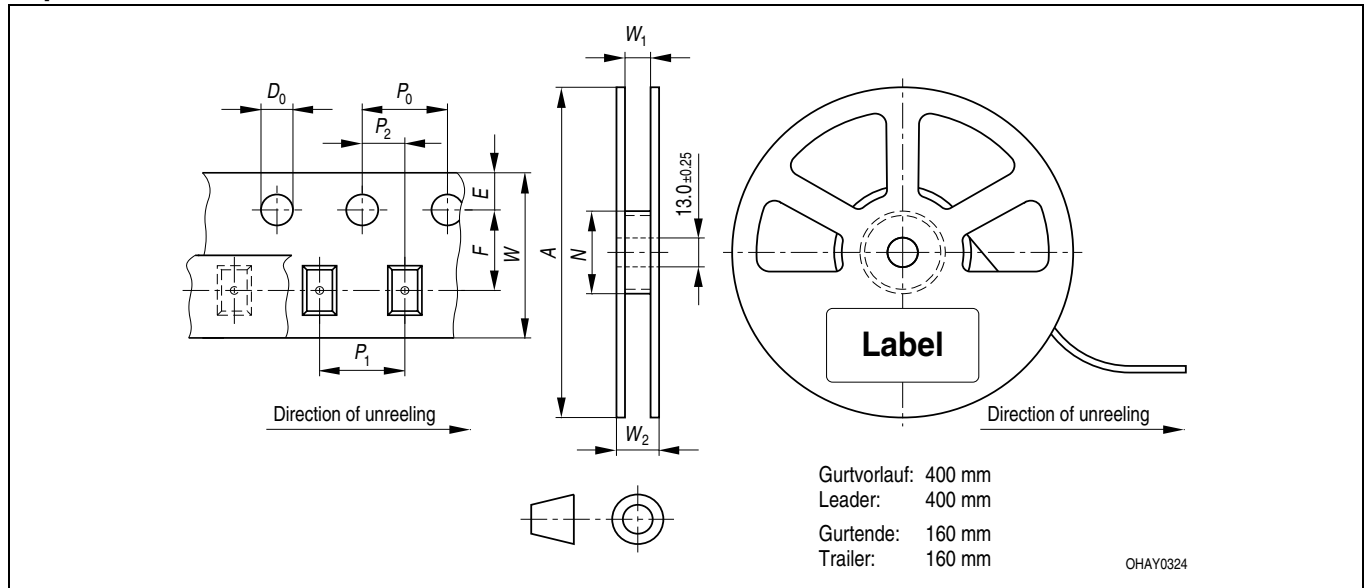 W1
D0
P0
P2
E
F
W
A
N
13.0 ±0.25
P1
Label
Direction of unreeling
Direction of unreeling
W2
Gurtvorlauf: 400 mm
Leader: 400 mm
Gurtende: 160 mm
Trailer: 160 mm
OHAY0324